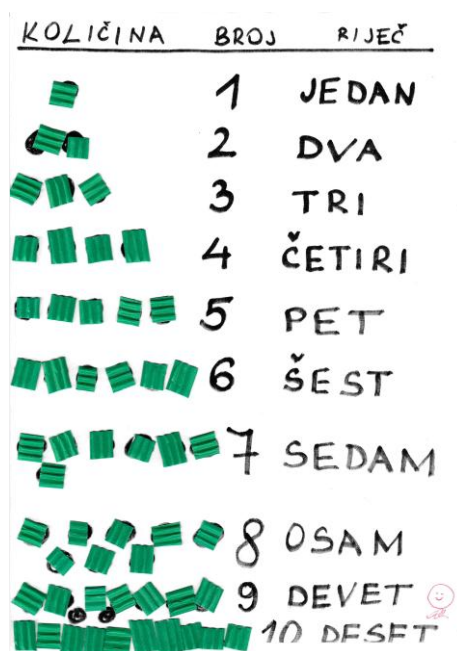 KOLIČINA BROJ RIJEČ
1 JEDAN
2 DVA
3 TRI
4 ČETIRI
5 PET
6 ŠEST
7 SEDAM
8 OSAM
9 DEVET
10 DESET